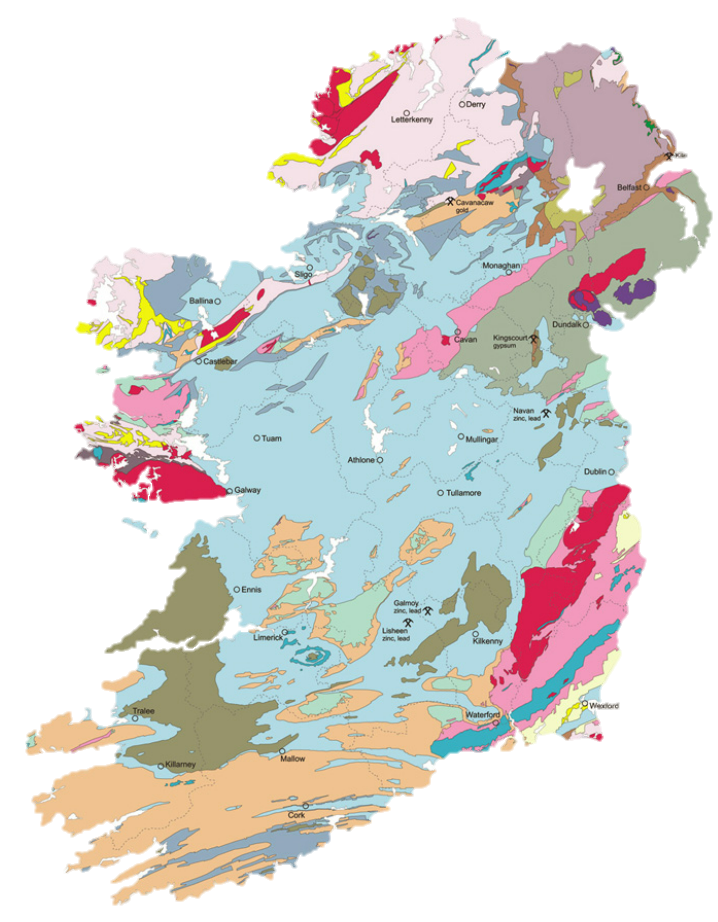 Derry
Letterkenny
Belfast
Cavanacaw
gold
Sligo
Monaghan
Ballina
Dundalk
Cavan
Kingscourt
gypsum
Castlebar
Navan
zinc, lead
Tuam
Mullingar
Athlone
Dublin
Galway
Tullamore
Ennis
Galmoy
zinc, lead
Lisheen
zinc, lead
Limerick
Kilkenny
Tralee
Wexford
Waterford
Killarney
Mallow
Cork